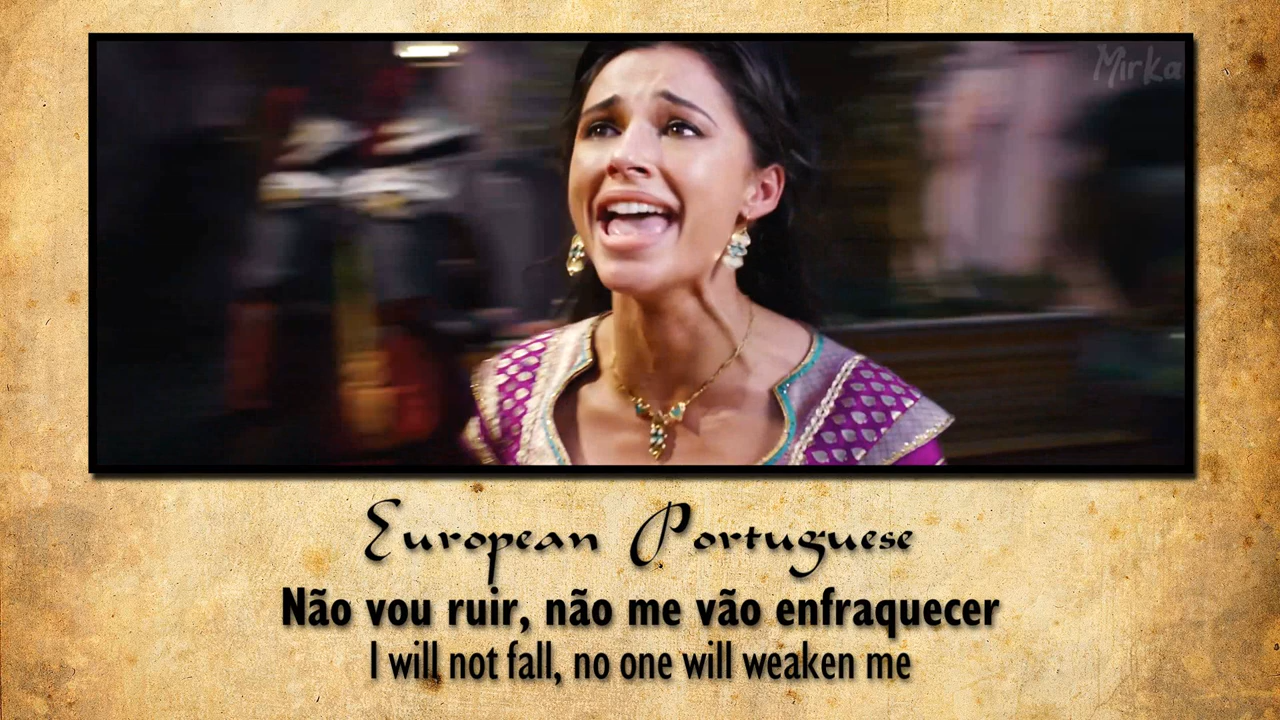 Mirka
European Portuguese
Não vou ruir, não me vão enfraquecer
I will not fall, no one will weaken me